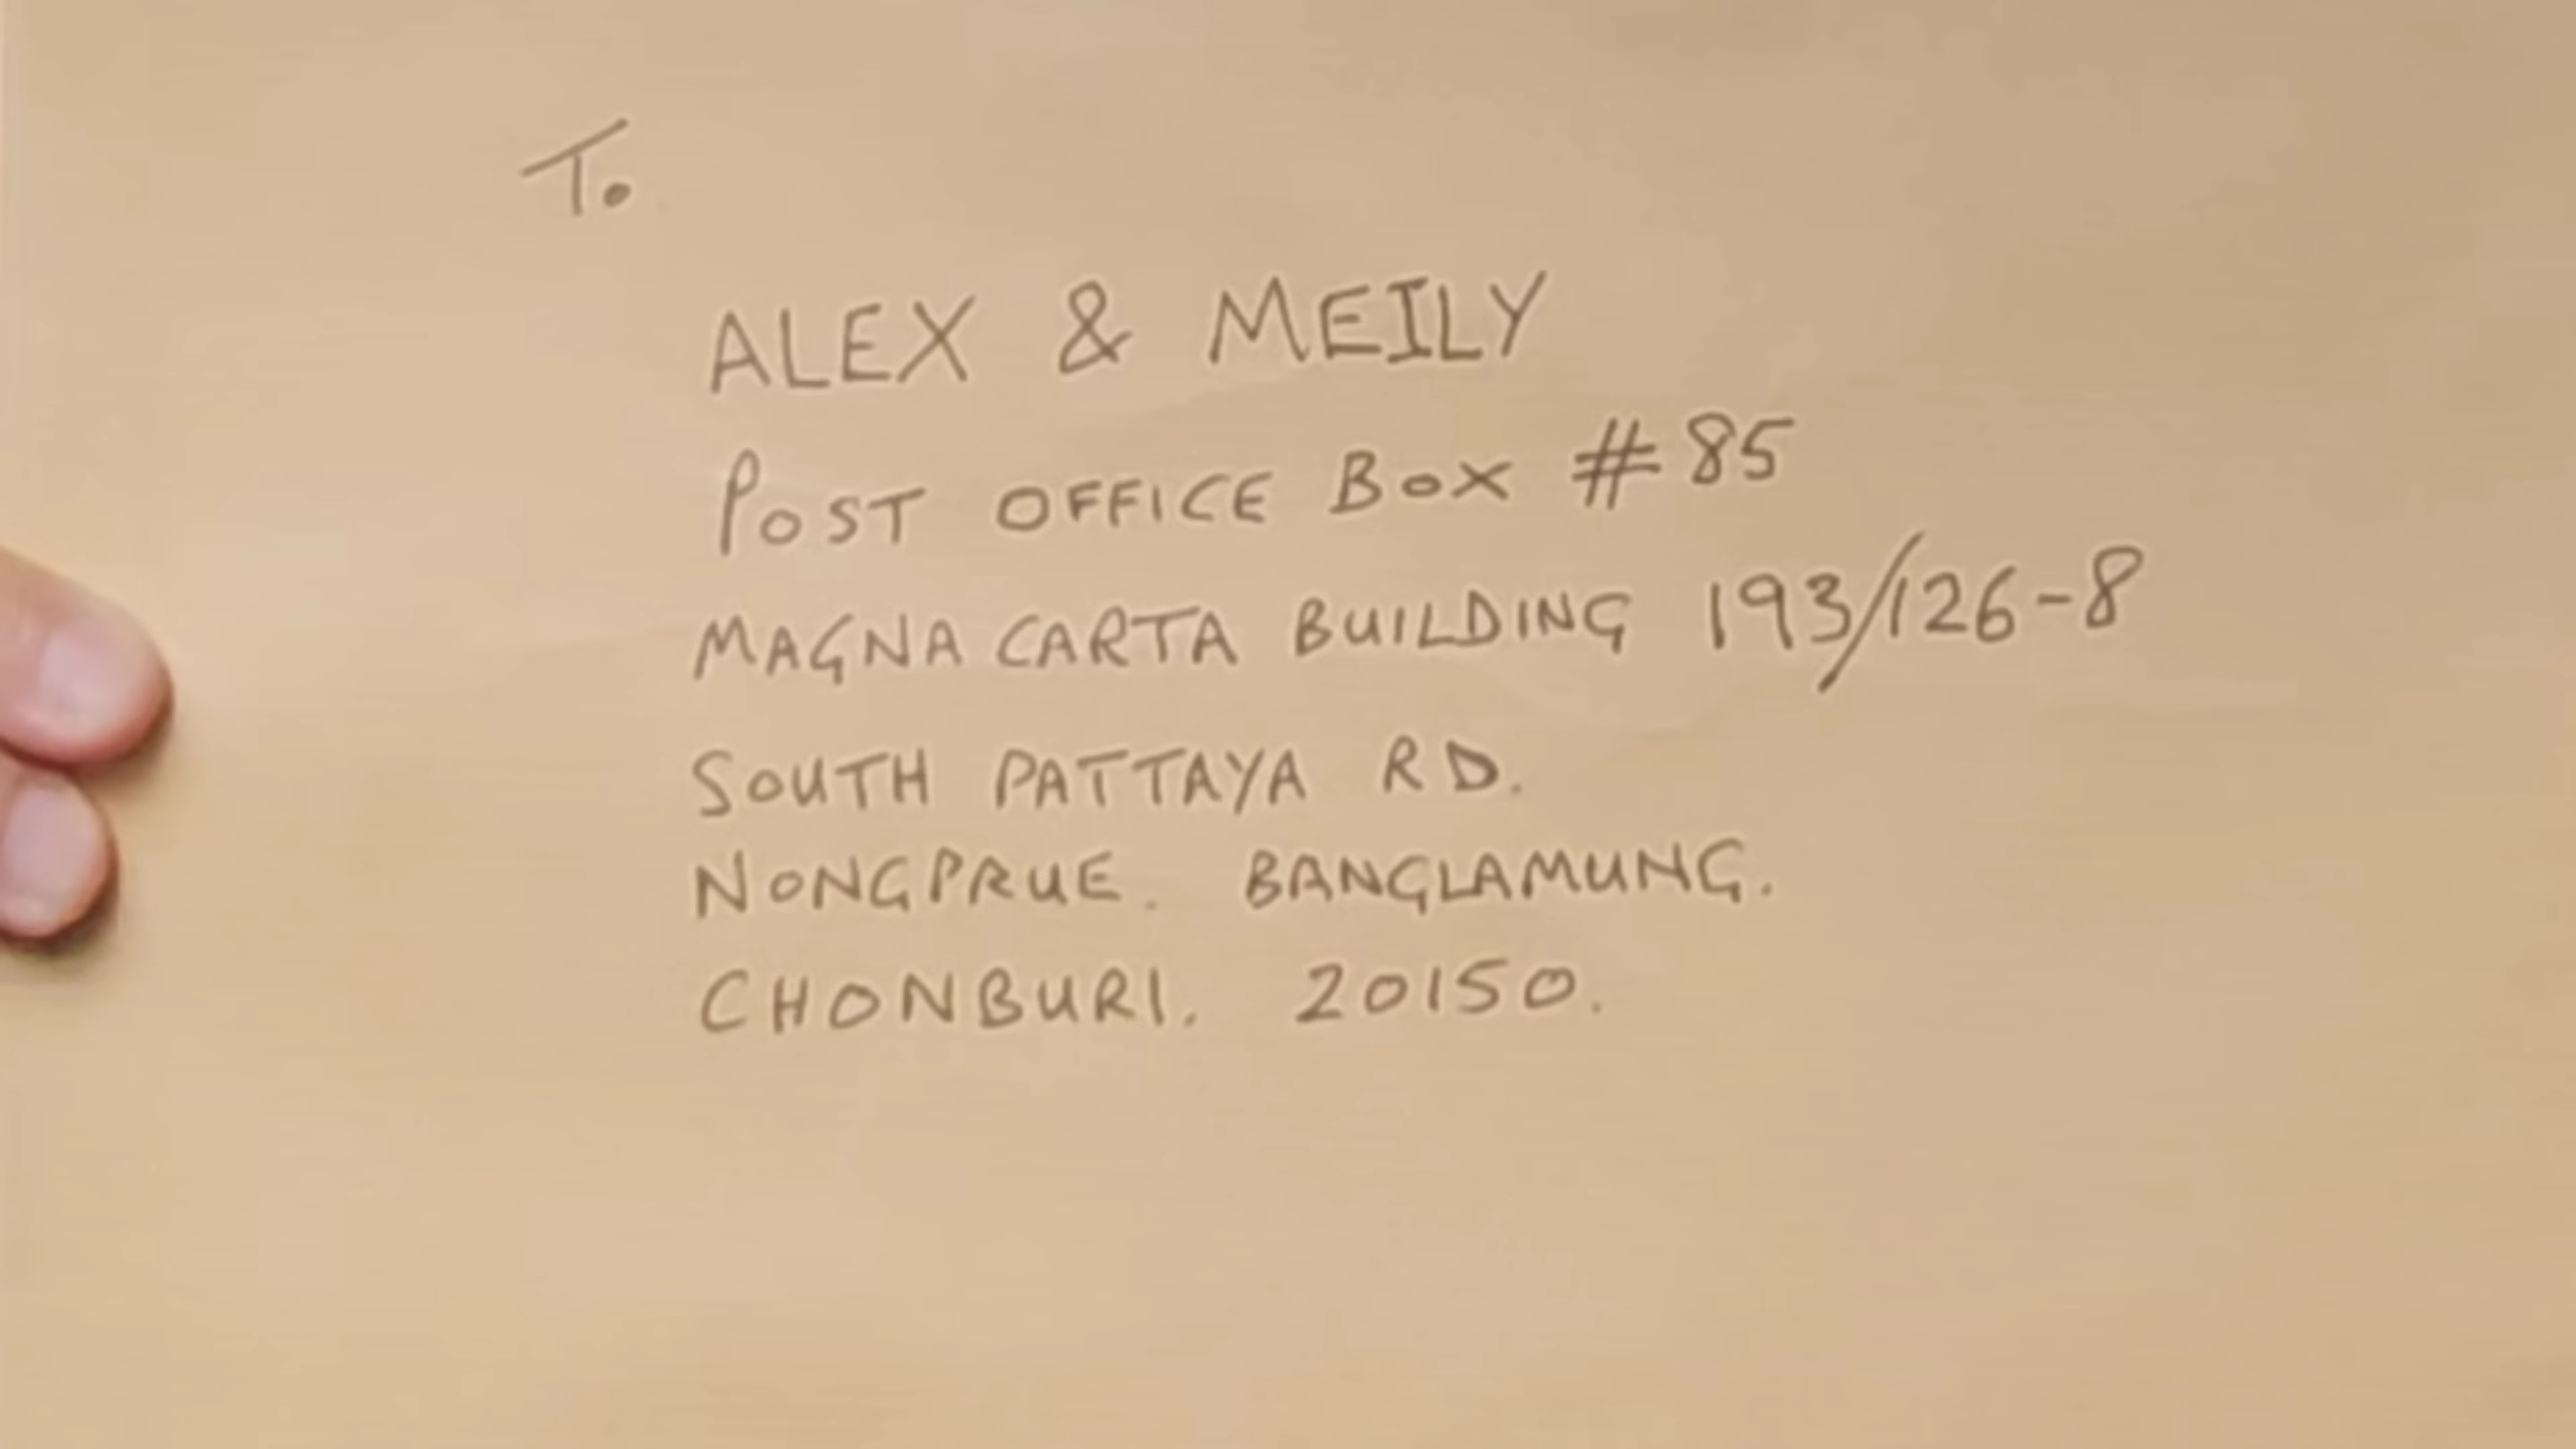 To
ALEX & MEILY
POST OFFICE BOX #85
MAGNA CARTA BUILDING 193/126-8
SOUTH PATTAYA RD.
NONGPRUE. BANGLAMUNG.
CHONBURI. 20150.